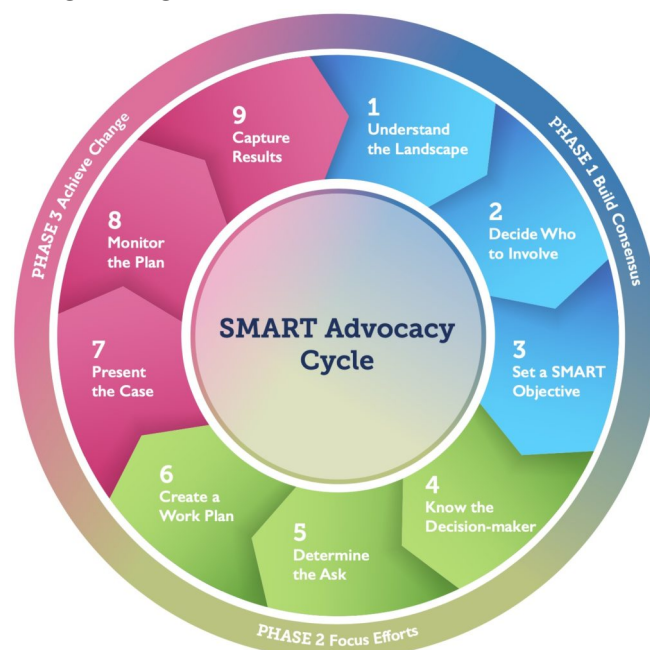 SMART Advocacy
Cycle
PHASE 1 Build Consensus
1
Understand
the Landscape
2
Decide Who
to Involve
3
Set a SMART
Objective
PHASE 2 Focus Efforts
4
Know the
Decision-maker
5
Determine
the Ask
6
Create a
Work Plan
PHASE 3 Achieve Change
7
Present
the Case
8
Monitor
the Plan
9
Capture
Results